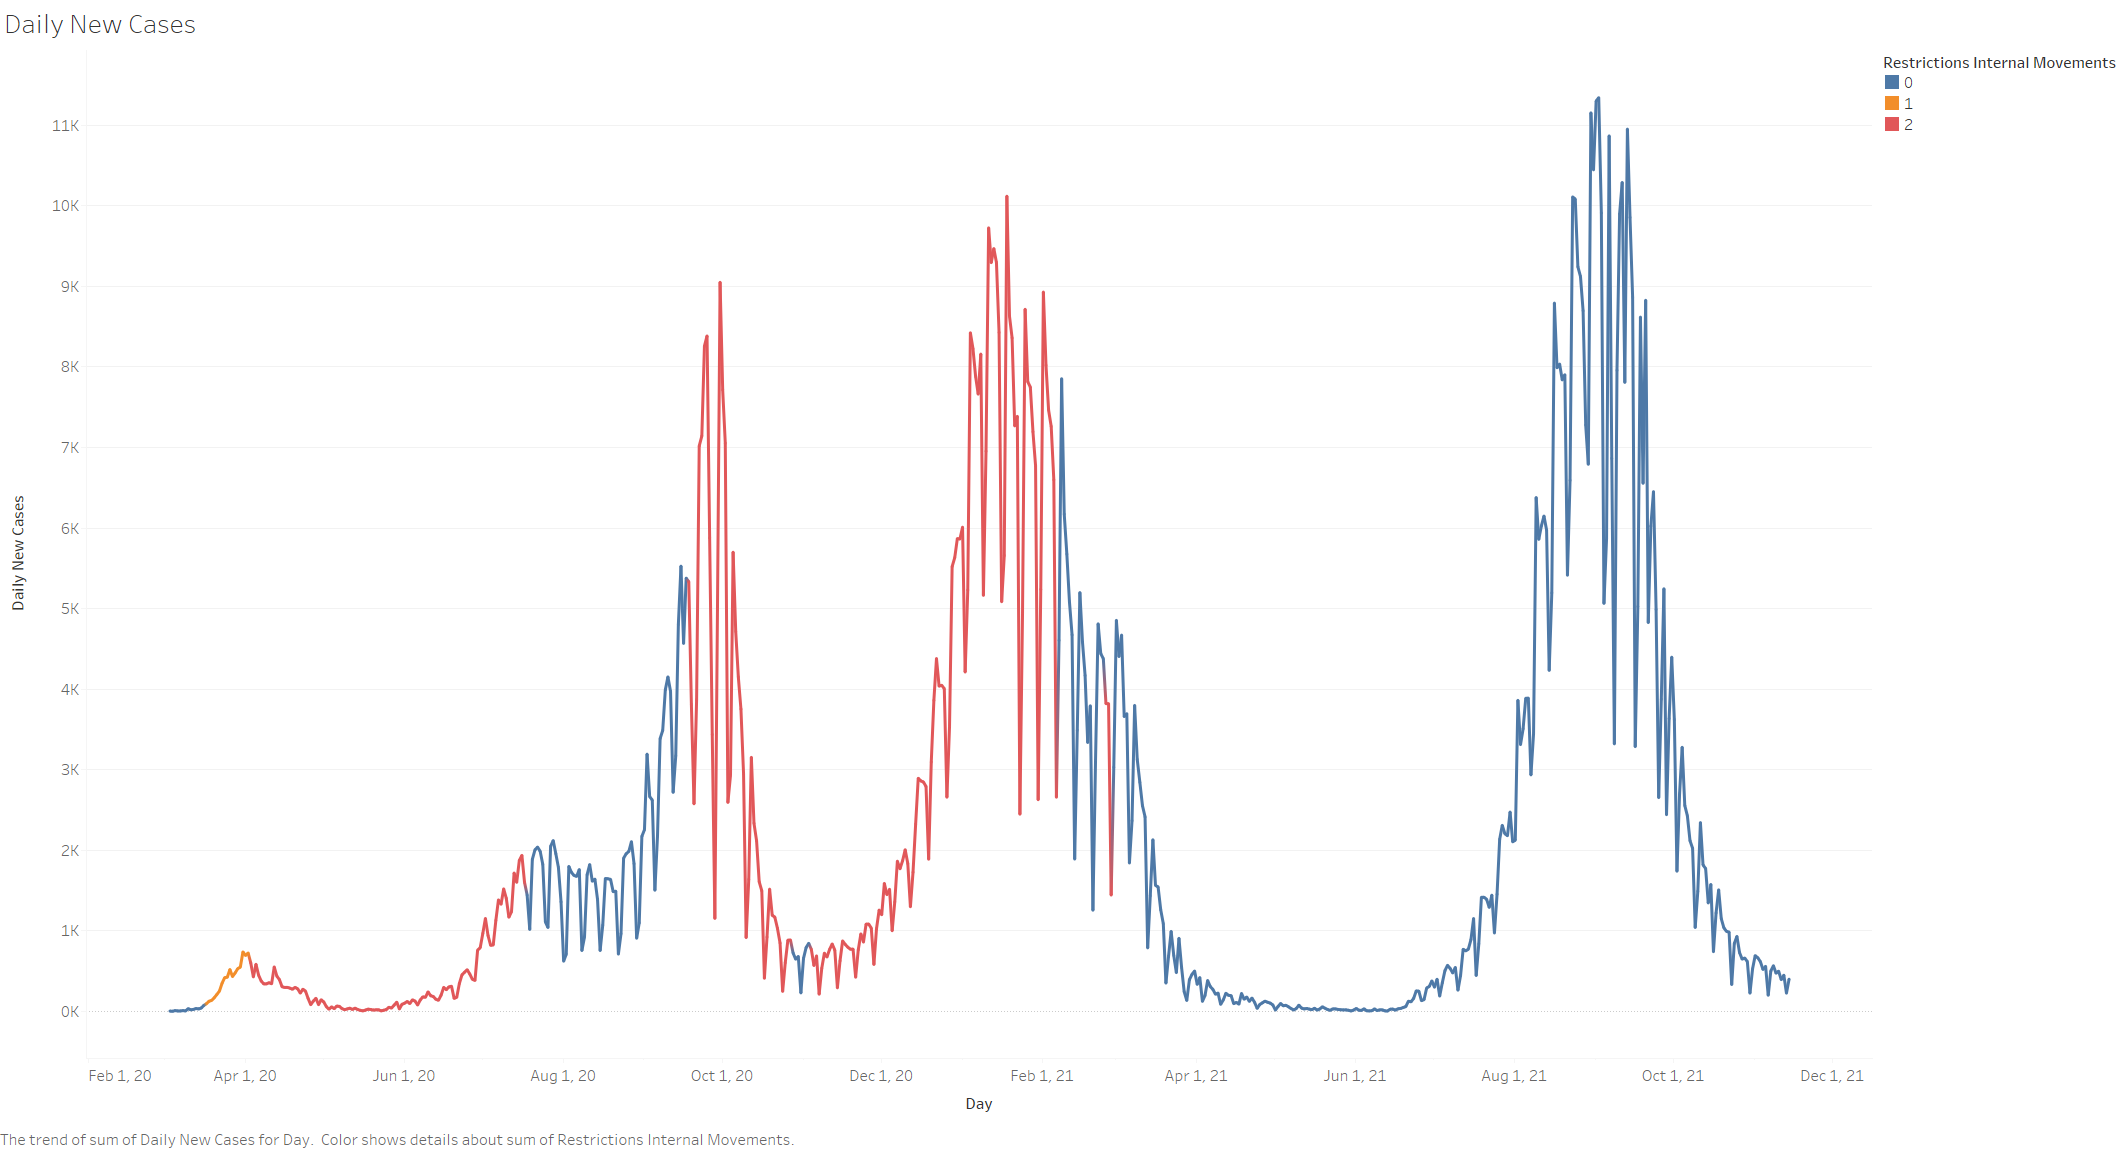 Daily New Cases
Restrictions Internal Movements
0
1
2
11K
10K
9K
8K
7K
6K
5K
4K
3K
2K
1K
0K
Daily New Cases
Feb 1, 20 Apr 1, 20 Jun 1, 20 Aug 1, 20 Oct 1, 20 Dec 1, 20 Feb 1, 21 Apr 1, 21 Jun 1, 21 Aug 1, 21 Oct 1, 21 Dec 1, 21
Day
The trend of sum of Daily New Cases for Day. Color shows details about sum of Restrictions Internal Movements.